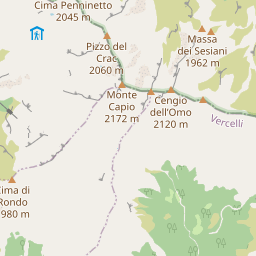 Cima Penninetto
2045 m
Pizzo del
Crac
2060 m
Massa
dei Sesiani
1962 m
Monte
Capio
2172 m
Cengio
dell'Omo
2120 m
Vercelli
Cima di
Rondo
980 m